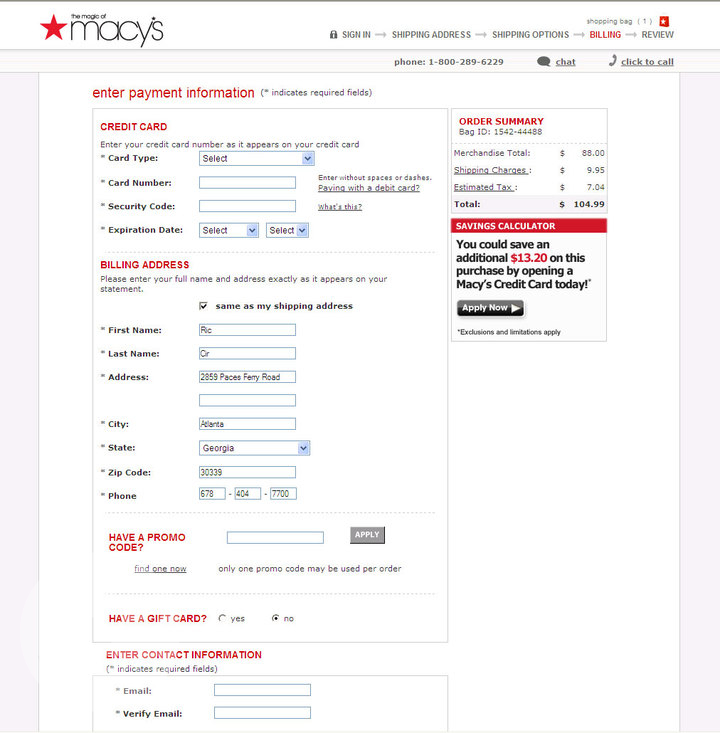 the magic of
macy's
shopping bag ( 1 )
SIGN IN SHIPPING ADDRESS SHIPPING OPTIONS BILLING REVIEW
phone: 1-800-289-6229 chat click to call
enter payment information (* indicates required fields)
CREDIT CARD
Enter your credit card number as it appears on your credit card
* Card Type: Select
* Card Number: Enter without spaces or dashes.
Paying with a debit card?
* Security Code: What's this?
* Expiration Date: Select Select
BILLING ADDRESS
Please enter your full name and address exactly as it appears on your
statement.
same as my shipping address
* First Name: Ric
* Last Name: Cir
* Address: 2859 Paces Ferry Road
* City: Atlanta
* State: Georgia
* Zip Code: 30339
* Phone 678 - 404 - 7700
HAVE A PROMO
CODE?
APPLY
find one now only one promo code may be used per order
HAVE A GIFT CARD? yes no
ENTER CONTACT INFORMATION
(* indicates required fields)
* Email:
* Verify Email:
ORDER SUMMARY
Bag ID: 1542-44488
Merchandise Total: $ 88.00
Shipping Charges : $ 9.95
Estimated Tax : $ 7.04
Total: $ 104.99
SAVINGS CALCULATOR
You could save an
additional $13.20 on this
purchase by opening a
Macy's Credit Card today!*
Apply Now
*Exclusions and limitations apply